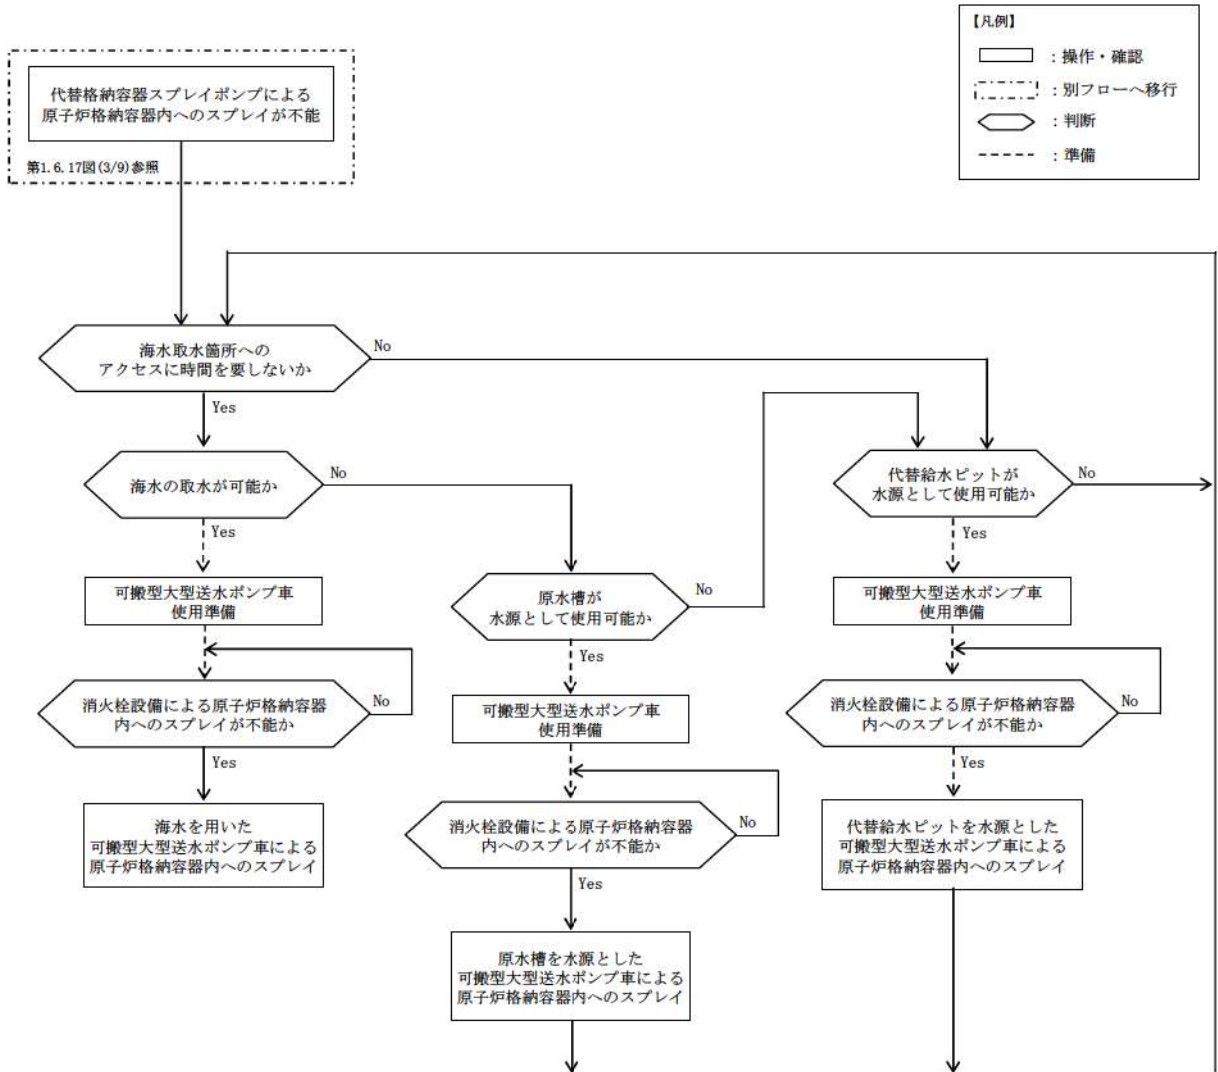 【凡例】
：操作・確認
：別フローへ移行
：判断
：準備
代替格納容器スプレイポンプによる
原子炉格納容器内へのスプレイが不能
第1.6.17図(3/9)参照
海水取水箇所への
アクセスに時間を要しないか
No
Yes
海水の取水が可能か
No
Yes
可搬型大型送水ポンプ車
使用準備
消火栓設備による原子炉格納容器
内へのスプレイが不能か
No
Yes
海水を用いた
可搬型大型送水ポンプ車による
原子炉格納容器内へのスプレイ
原水槽が
水源として使用可能か
No
Yes
可搬型大型送水ポンプ車
使用準備
消火栓設備による原子炉格納容器
内へのスプレイが不能か
No
Yes
原水槽を水源とした
可搬型大型送水ポンプ車による
原子炉格納容器内へのスプレイ
代替給水ピットが
水源として使用可能か
No
Yes
可搬型大型送水ポンプ車
使用準備
消火栓設備による原子炉格納容器
内へのスプレイが不能か
No
Yes
代替給水ピットを水源とした
可搬型大型送水ポンプ車による
原子炉格納容器内へのスプレイ